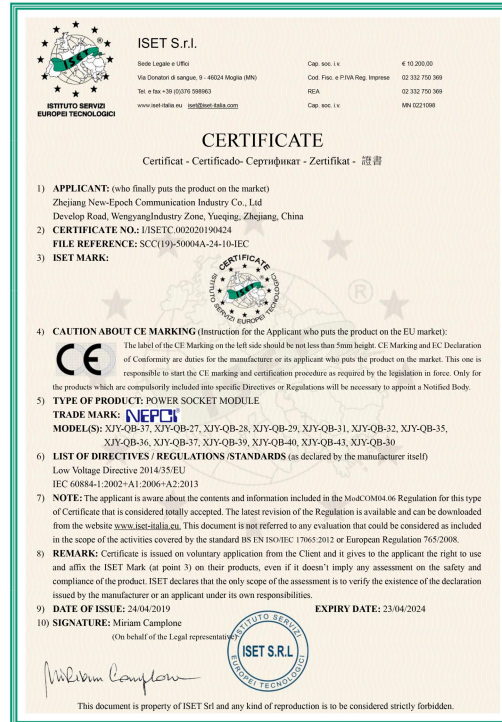 ISET
ISTITUTO SERVIZI
EUROPEI TECNOLOGICI
ISET S.r.l.
Sede Legale e Uffici
Via Donatori di sangue, 9 - 46024 Moglia (MN)
Tel. e fax +39 (0)376 598963
www.iset-italia.eu iset@iset-italia.com
Cap. soc. i.v. € 10.200,00
Cod. Fisc. e P.IVA Reg. Imprese 02 332 750 369
REA 02 332 750 369
Cap. soc. i.v. MN 0221098
CERTIFICATE
Certificat - Certificado- Сертификат - Zertifikat - 證書
1) APPLICANT: (who finally puts the product on the market)
Zhejiang New-Epoch Communication Industry Co., Ltd
Develop Road, WengyangIndustry Zone, Yueqing, Zhejiang, China
2) CERTIFICATE NO.: I/ISETC.002020190424
FILE REFERENCE: SCC(19)-50004A-24-10-IEC
3) ISET MARK:
CERTIFICATE
ISTITUTO SERVIZI EUROPEI TECNOLOGICI
ISET
4) CAUTION ABOUT CE MARKING (Instruction for the Applicant who puts the product on the EU market):
CE
The label of the CE Marking on the left side should be not less than 5mm height. CE Marking and EC Declaration
of Conformity are duties for the manufacturer or its applicant who puts the product on the market. This one is
responsible to start the CE marking and certification procedure as required by the legislation in force. Only for
the products which are compulsorily included into specific Directives or Regulations will be necessary to appoint a Notified Body.
5) TYPE OF PRODUCT: POWER SOCKET MODULE
TRADE MARK: NEPCI®
MODEL(S): XJY-QB-37, XJY-QB-27, XJY-QB-28, XJY-QB-29, XJY-QB-31, XJY-QB-32, XJY-QB-35,
XJY-QB-36, XJY-QB-37, XJY-QB-39, XJY-QB-40, XJY-QB-43, XJY-QB-30
6) LIST OF DIRECTIVES / REGULATIONS /STANDARDS (as declared by the manufacturer itself)
Low Voltage Directive 2014/35/EU
IEC 60884-1:2002+A1:2006+A2:2013
7) NOTE: The applicant is aware about the contents and information included in the ModCOM04.06 Regulation for this type
of Certificate that is considered totally accepted. The latest revision of the Regulation is available and can be downloaded
from the website www.iset-italia.eu. This document is not referred to any evaluation that could be considered as included
in the scope of the activities covered by the standard BS EN ISO/IEC 17065:2012 or European Regulation 765/2008.
8) REMARK: Certificate is issued on voluntary application from the Client and it gives to the applicant the right to use
and affix the ISET Mark (at point 3) on their products, even if it doesn't imply any assessment on the safety and
compliance of the product. ISET declares that the only scope of the assessment is to verify the existence of the declaration
issued by the manufacturer or an applicant under its own responsibilities.
9) DATE OF ISSUE: 24/04/2019 EXPIRY DATE: 23/04/2024
10) SIGNATURE: Miriam Camplone
(On behalf of the Legal representative)
ISTITUTO SERVIZI
ISET S.R.L
EUROPEI TECNOLOGICI
Miriam Camplone
This document is property of ISET Srl and any kind of reproduction is to be considered strictly forbidden.